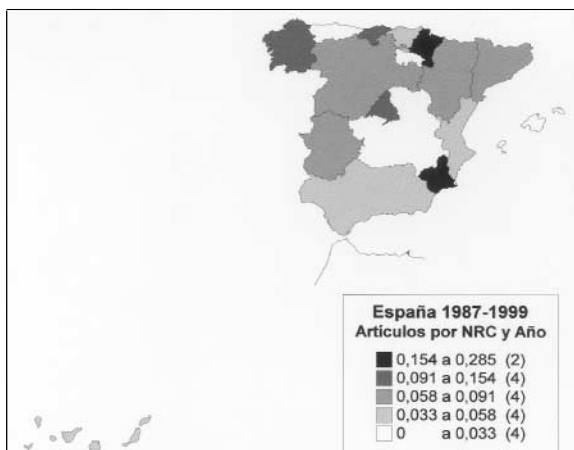 España 1987-1999
Artículos por NRC y Año
0,154 a 0,285 (2)
0,091 a 0,154 (4)
0,058 a 0,091 (4)
0,033 a 0,058 (4)
0 a 0,033 (4)